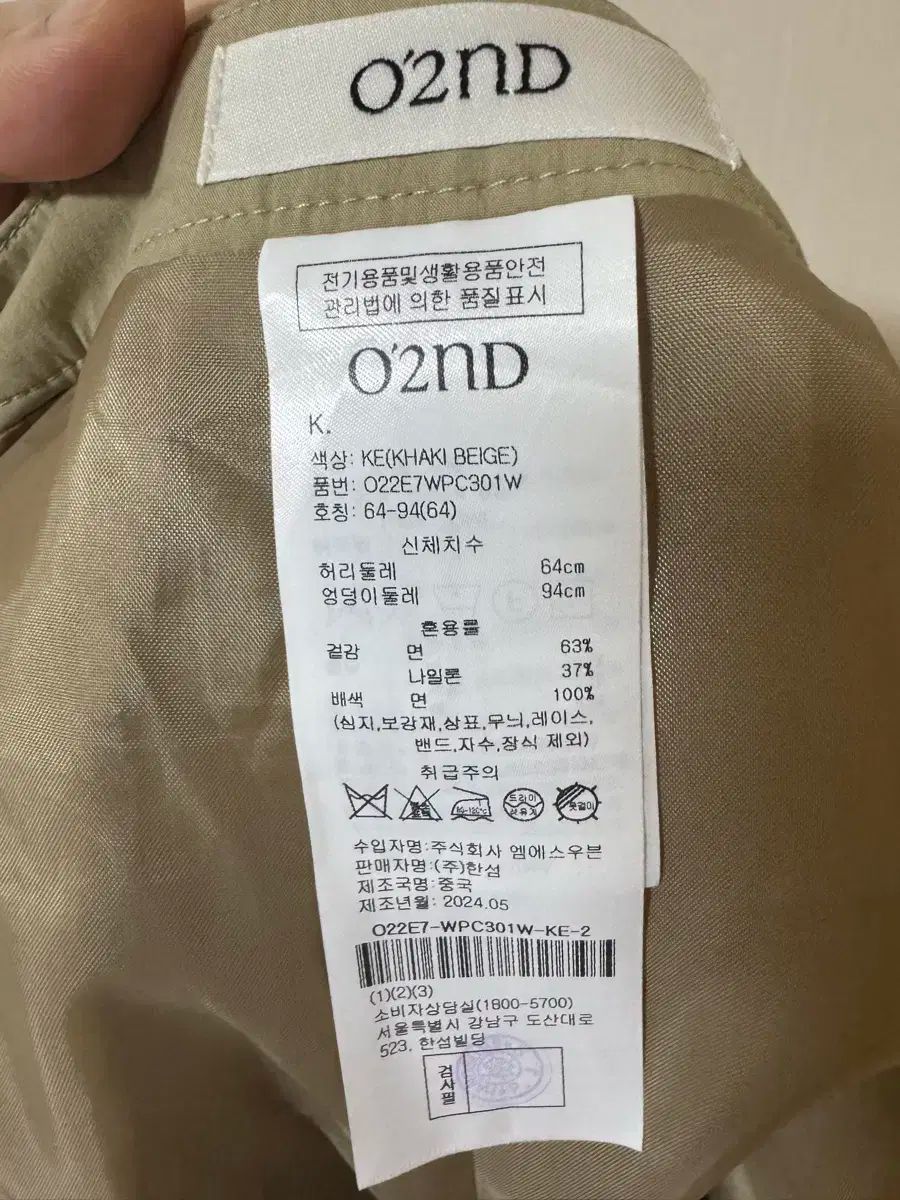 O'2ND
전기용품및생활용품안전
관리법에 의한 품질표시
O'2ND
K.
색상: KE(KHAKI BEIGE)
품번: O22E7WPC301W
호칭: 64-94(64)
신체치수
허리둘레 64cm
엉덩이둘레 94cm
혼용률
겉감 면 63%
나일론 37%
배색 면 100%
(심지,보강재,상표,무늬,레이스,
밴드,자수,장식 제외)
취급주의
드라이
옷걸이
수입자명:주식회사 엠에스우븐
판매자명:(주)한섬
제조국명:중국
제조년월: 2024.05
O22E7-WPC301W-KE-2
(1)(2)(3)
소비자상담실(1800-5700)
서울특별시 강남구 도산대로
523, 한섬빌딩
검사필